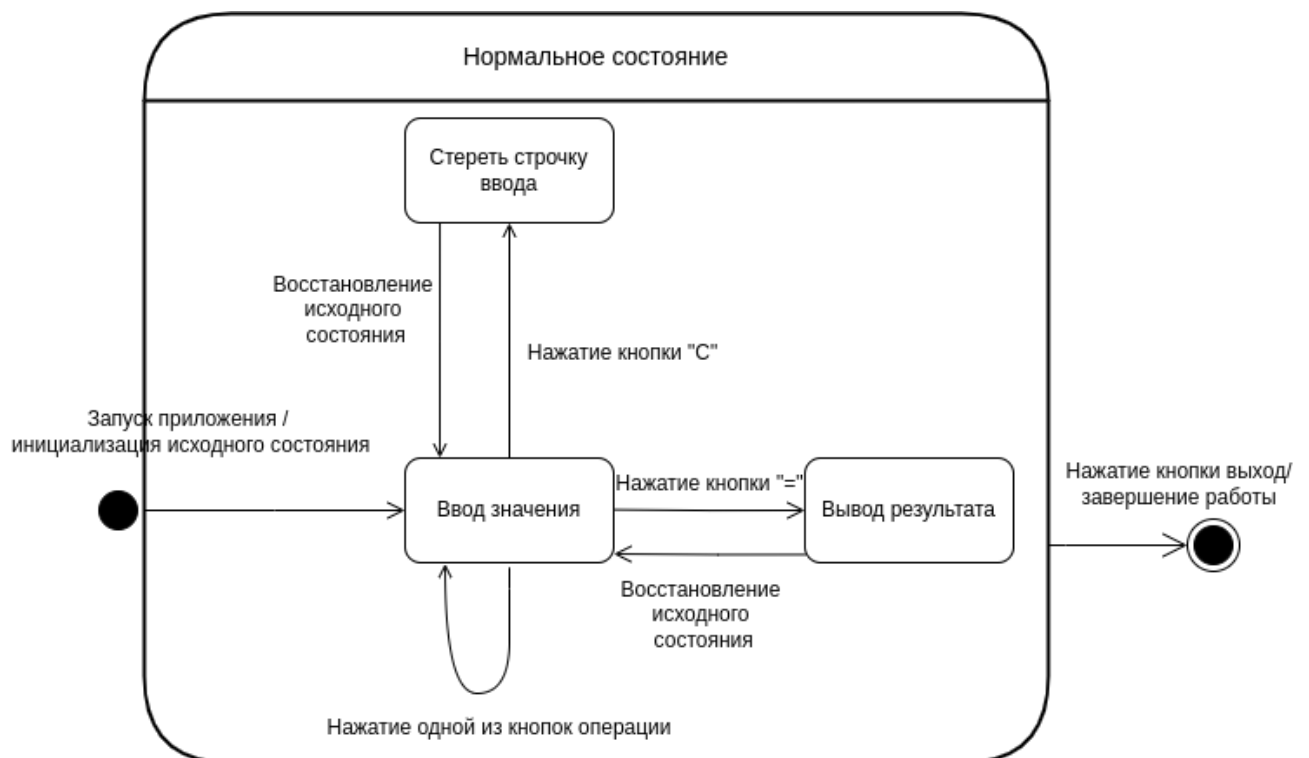 Нормальное состояние
Стереть строчку
ввода
Восстановление
исходного
состояния
Нажатие кнопки "С"
Запуск приложения /
инициализация исходного состояния
Ввод значения
Нажатие кнопки "="
Вывод результата
Нажатие кнопки выход/
завершение работы
Восстановление
исходного
состояния
Нажатие одной из кнопок операции